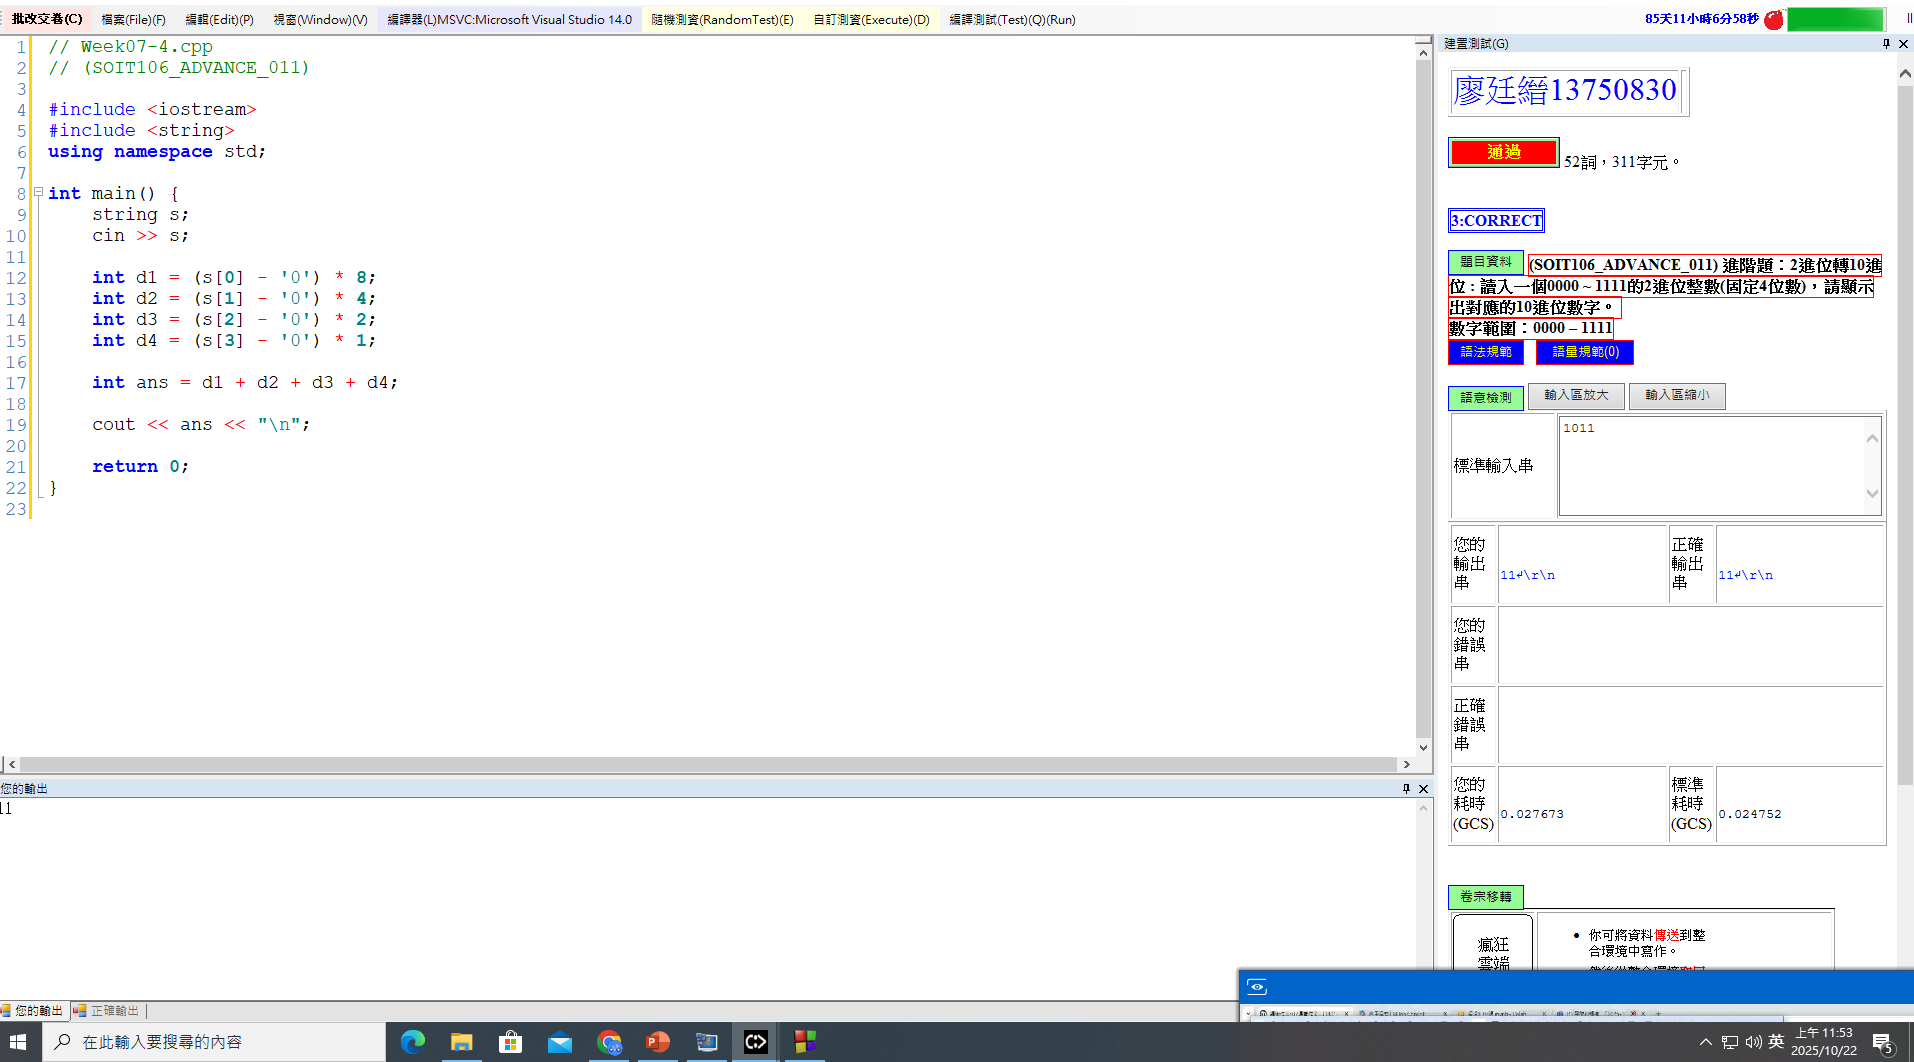 批改交卷(C) 檔案(File)(F) 編輯(Edit)(P) 視窗(Window)(V) 編譯器(L)MSVC:Microsoft Visual Studio 14.0 隨機測資(RandomTest)(E) 自訂測資(Execute)(D) 編譯測試(Test)(Q)(Run) 85天11小時6分58秒
1 // Week07-4.cpp
2 // (SOIT106_ADVANCE_011)
3
4 #include <iostream>
5 #include <string>
6 using namespace std;
7
8 int main() {
9     string s;
10     cin >> s;
11
12     int d1 = (s[0] - '0') * 8;
13     int d2 = (s[1] - '0') * 4;
14     int d3 = (s[2] - '0') * 2;
15     int d4 = (s[3] - '0') * 1;
16
17     int ans = d1 + d2 + d3 + d4;
18
19     cout << ans << "\n";
20
21     return 0;
22 }
23
您的輸出
11
您的輸出 正確輸出
建置測試(G)
廖廷縉13750830
通過 52詞，311字元。
3:CORRECT
題目資料 (SOIT106_ADVANCE_011) 進階題：2進位轉10進
位：讀入一個0000 ~ 1111的2進位整數(固定4位數)，請顯示
出對應的10進位數字。
數字範圍：0000 – 1111
語法規範 語量規範(0)
語意檢測 輸入區放大 輸入區縮小
標準輸入串 1011
您的輸出串 11↲\r\n 正確輸出串 11↲\r\n
您的錯誤串
正確錯誤串
您的耗時(GCS) 0.027673 標準耗時(GCS) 0.024752
卷宗移轉
瘋狂
雲端
• 你可將資料傳送到整
合環境中寫作。
在此輸入要搜尋的內容
英 上午 11:53
2025/10/22
5